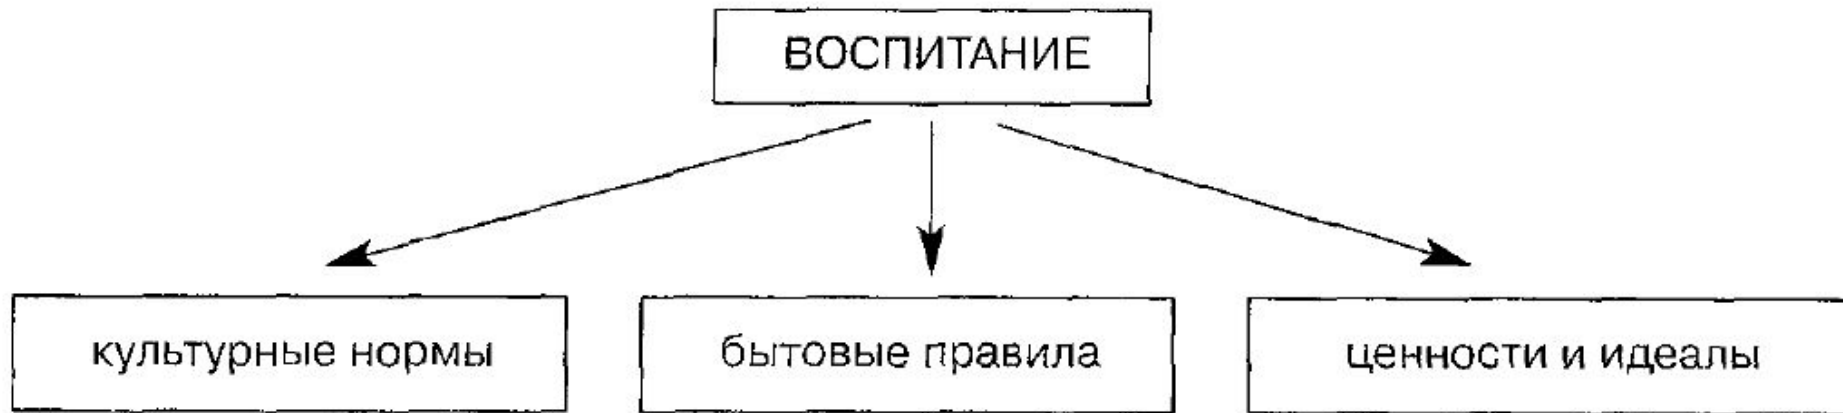 ВОСПИТАНИЕ
культурные нормы
бытовые правила
ценности и идеалы